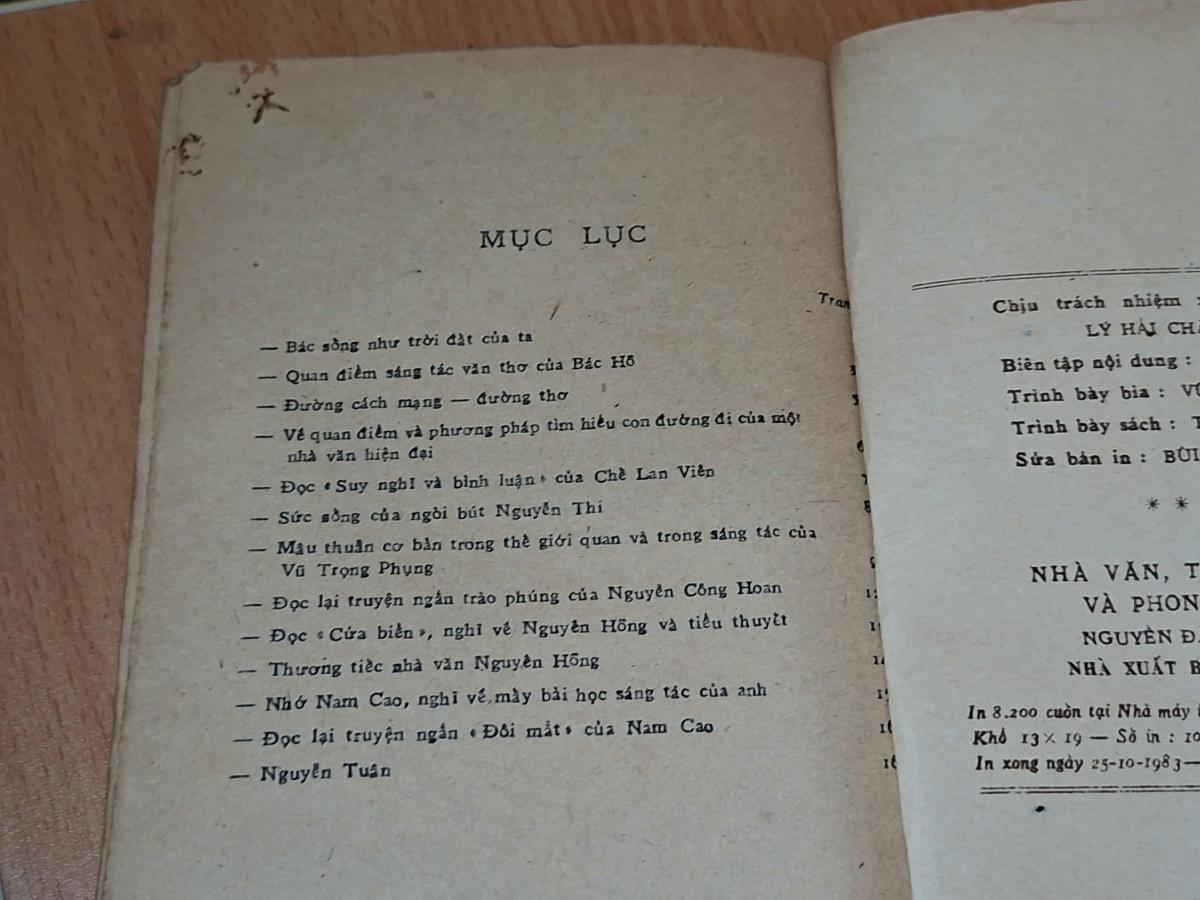 MỤC LỤC
— Bác sống như trời đất của ta
— Quan điểm sáng tác văn thơ của Bác Hồ
— Đường cách mạng — đường thơ
— Về quan điểm và phương pháp tìm hiểu con đường đi của một
nhà văn hiện đại
— Đọc «Suy nghĩ và bình luận» của Chế Lan Viên
— Sức sống của ngòi bút Nguyễn Thi
— Mâu thuẫn cơ bản trong thế giới quan và trong sáng tác của
Vũ Trọng Phụng
— Đọc lại truyện ngắn trào phúng của Nguyễn Công Hoan
— Đọc «Cửa biển», nghĩ về Nguyên Hồng và tiểu thuyết
— Thương tiếc nhà văn Nguyên Hồng
— Nhớ Nam Cao, nghĩ về mấy bài học sáng tác của anh
— Đọc lại truyện ngắn «Đôi mắt» của Nam Cao
— Nguyễn Tuân
Chịu trách nhiệm
LÝ HẢI
Biên tập nội dung :
Trình bày bìa :
Trình bày sách :
Sửa bản in : BÙI
* *
NHÀ VĂN,
VÀ PHON
NGUYỄN
NHÀ XUẤT B
In 8.200 cuốn tại Nhà máy
Khổ 13 × 19 — Số in : 10
In xong ngày 25-10-1983—